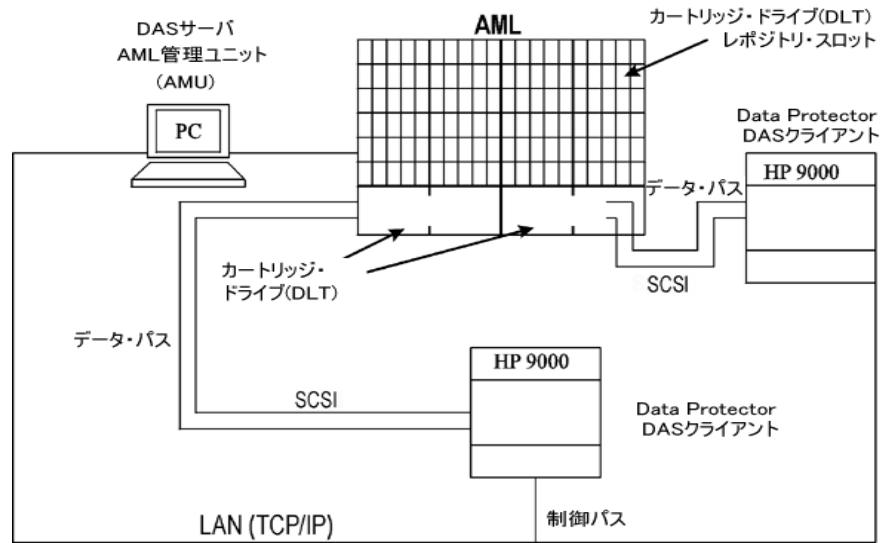 DASサーバ
AML管理ユニット
(AMU)
PC
AML
カートリッジ・ドライブ(DLT)
レポジトリ・スロット
Data Protector
DASクライアント
HP 9000
データ・パス
SCSI
カートリッジ・
ドライブ(DLT)
データ・パス
SCSI
HP 9000
Data Protector
DASクライアント
制御パス
LAN (TCP/IP)